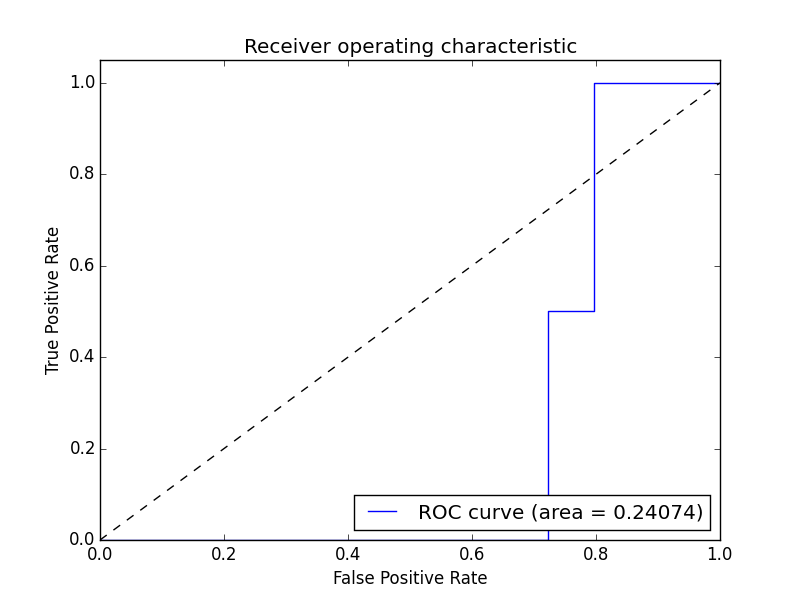 Receiver operating characteristic
1.0
0.8
0.6
0.4
0.2
0.0
True Positive Rate
ROC curve (area = 0.24074)
0.0 0.2 0.4 0.6 0.8 1.0
False Positive Rate